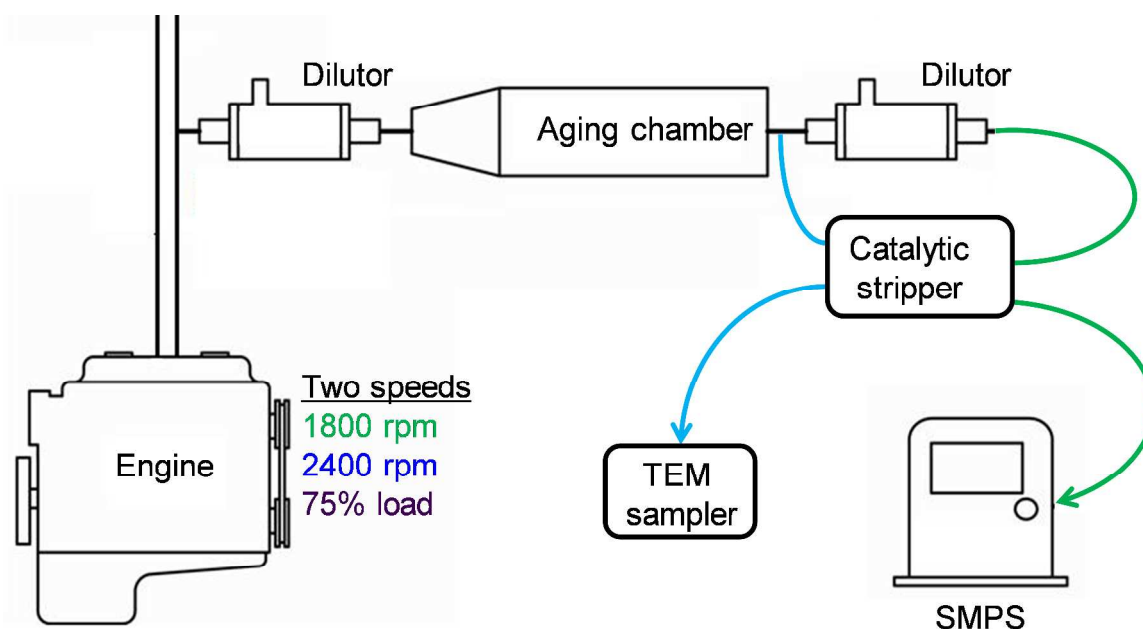 Dilutor
Dilutor
Aging chamber
Catalytic
stripper
Two speeds
1800 rpm
Engine
2400 rpm
75% load
TEM
sampler
SMPS